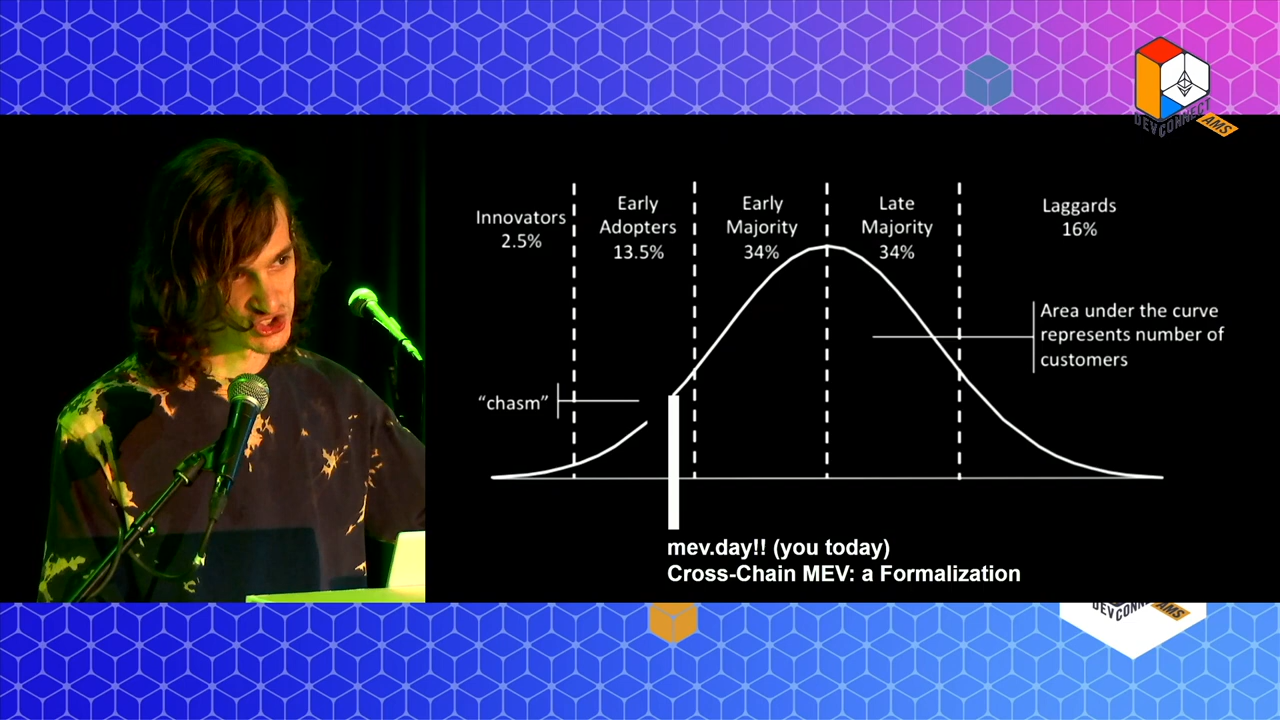 DEVCONNECT
AMS
Innovators
2.5%
Early
Adopters
13.5%
Early
Majority
34%
Late
Majority
34%
Laggards
16%
Area under the curve
represents number of
customers
“chasm”
mev.day!! (you today)
Cross-Chain MEV: a Formalization
AMS